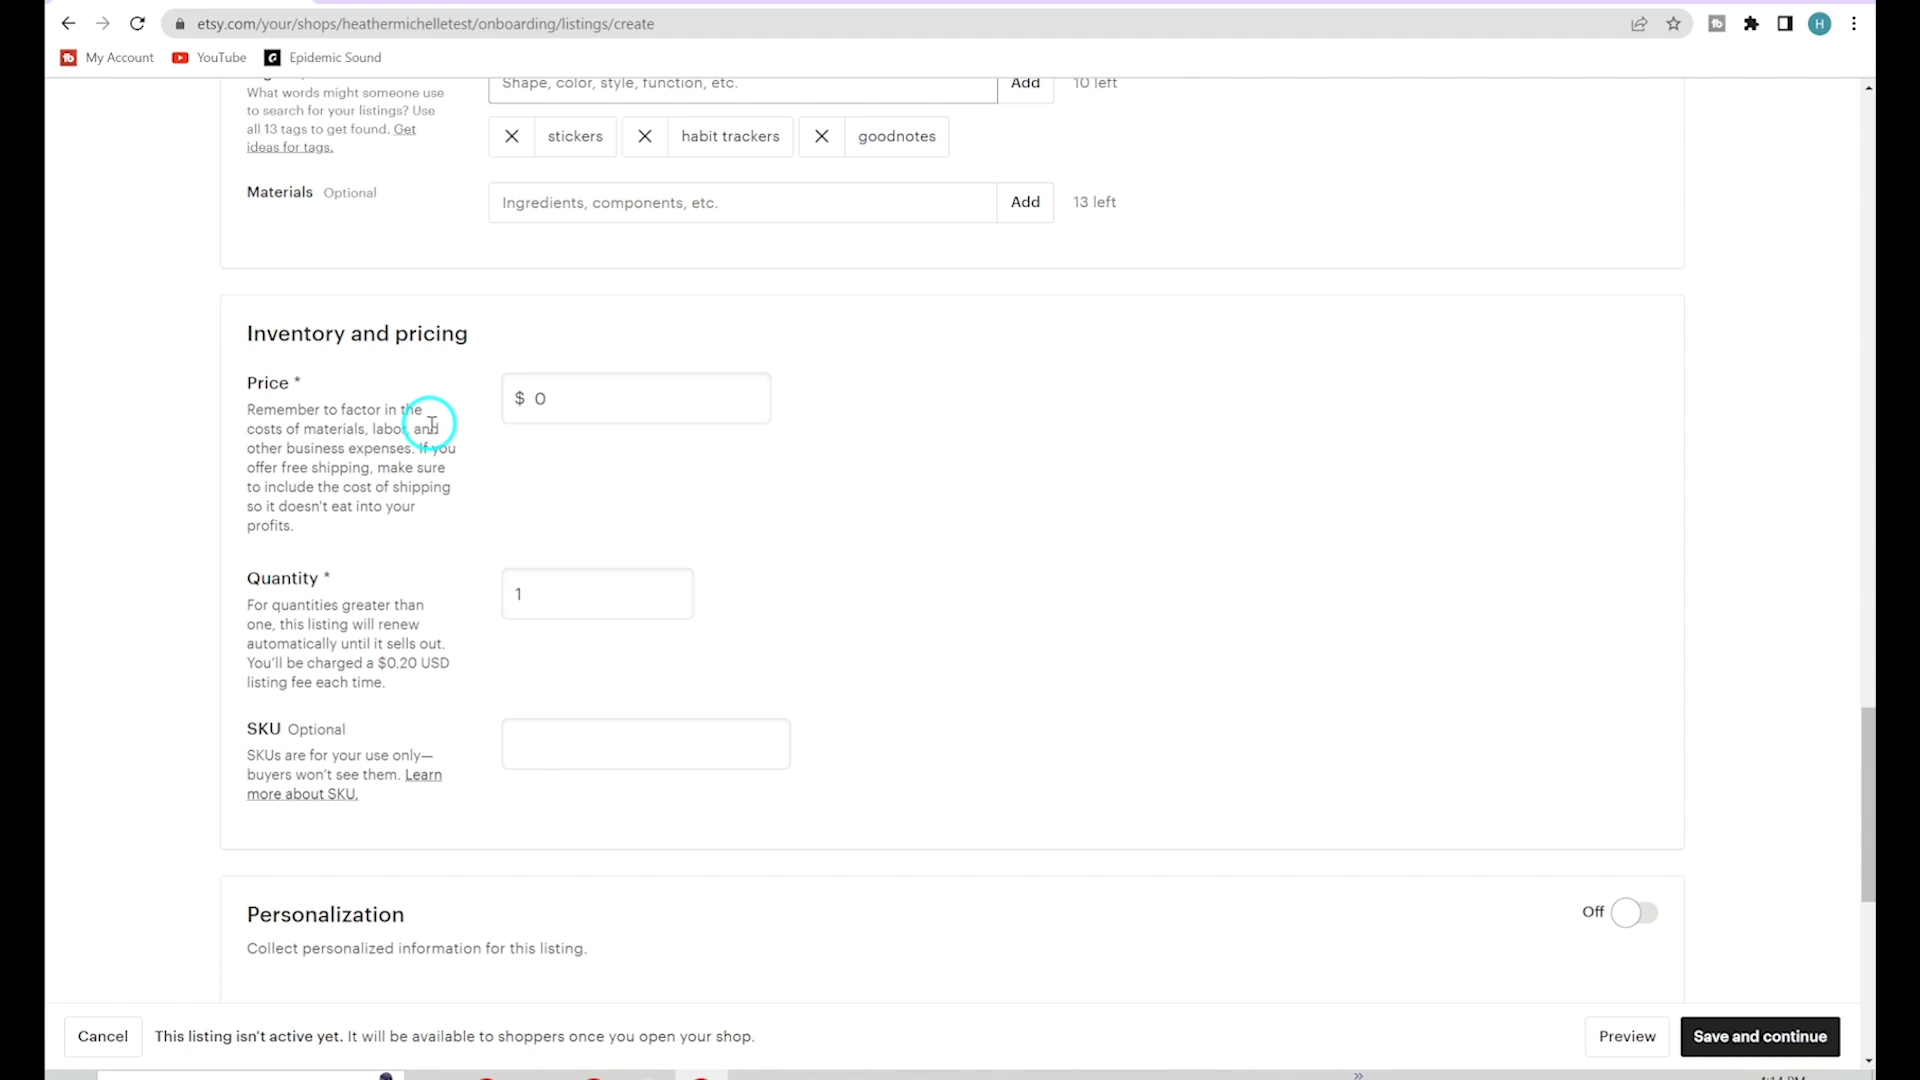 etsy.com/your/shops/heathermichelletest/onboarding/listings/create
H
My Account YouTube Epidemic Sound
Shape, color, style, function, etc. Add 10 left
What words might someone use
to search for your listings? Use
all 13 tags to get found. Get
ideas for tags.
stickers habit trackers goodnotes
Materials Optional
Ingredients, components, etc. Add 13 left
Inventory and pricing
Price *
Remember to factor in the
costs of materials, labor, and
other business expenses. If you
offer free shipping, make sure
to include the cost of shipping
so it doesn't eat into your
profits.
$ 0
Quantity *
For quantities greater than
one, this listing will renew
automatically until it sells out.
You'll be charged a $0.20 USD
listing fee each time.
1
SKU Optional
SKUs are for your use only—
buyers won't see them. Learn
more about SKU.
Personalization
Collect personalized information for this listing.
Off
Cancel This listing isn't active yet. It will be available to shoppers once you open your shop. Preview Save and continue